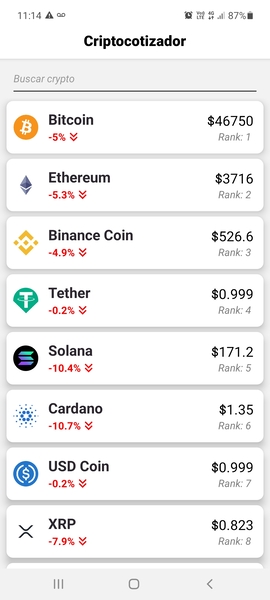 11:14
87%
Criptocotizador
Buscar crypto
Bitcoin $46750
-5% Rank: 1
Ethereum $3716
-5.3% Rank: 2
Binance Coin $526.6
-4.9% Rank: 3
Tether $0.999
-0.2% Rank: 4
Solana $171.2
-10.4% Rank: 5
Cardano $1.35
-10.7% Rank: 6
USD Coin $0.999
-0.2% Rank: 7
XRP $0.823
-7.9% Rank: 8